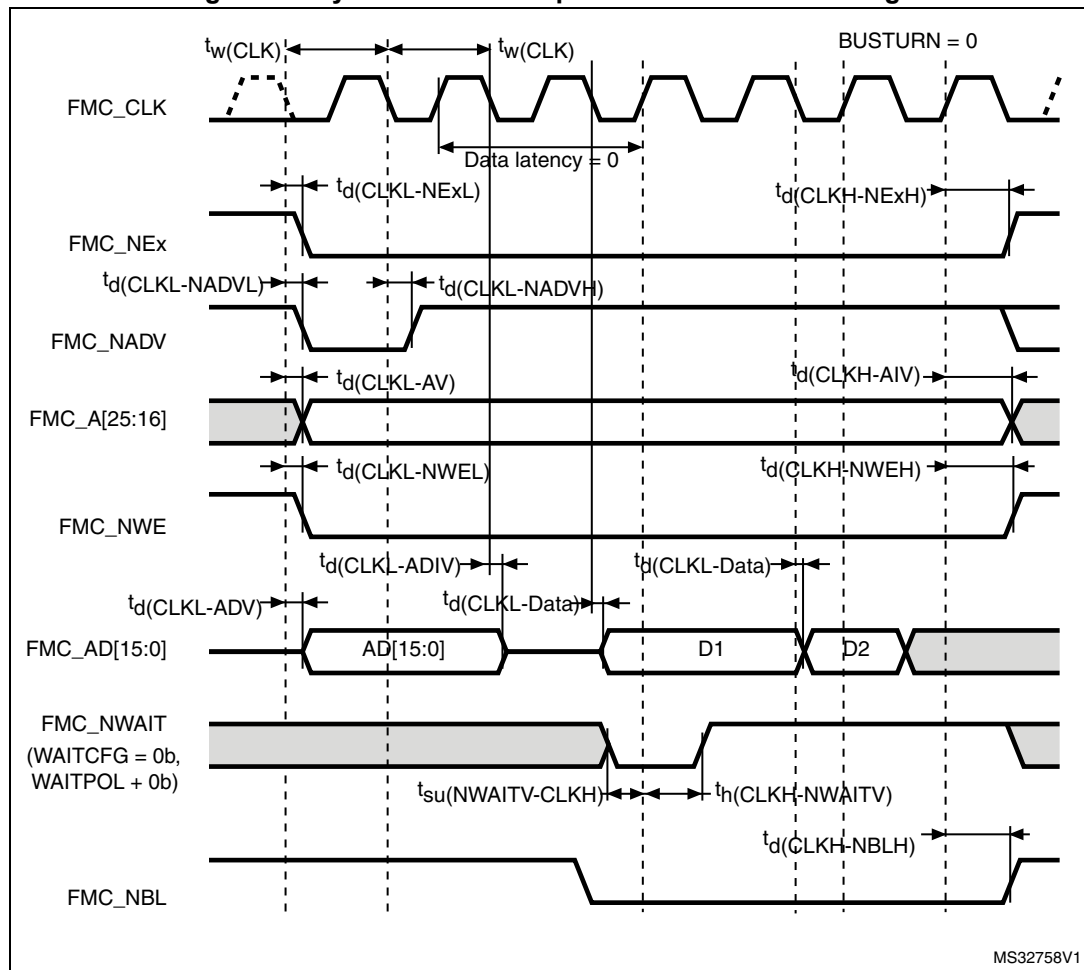 tw(CLK) tw(CLK) BUSTURN = 0
FMC_CLK
Data latency = 0
td(CLKL-NExL) td(CLKH-NExH)
FMC_NEx
td(CLKL-NADVL) td(CLKL-NADVH)
FMC_NADV
td(CLKL-AV) td(CLKH-AIV)
FMC_A[25:16]
td(CLKL-NWEL) td(CLKH-NWEH)
FMC_NWE
td(CLKL-ADIV) td(CLKL-Data)
td(CLKL-ADV) td(CLKL-Data)
FMC_AD[15:0] AD[15:0] D1 D2
FMC_NWAIT
(WAITCFG = 0b,
WAITPOL + 0b)
tsu(NWAITV-CLKH) th(CLKH-NWAITV)
td(CLKH-NBLH)
FMC_NBL
MS32758V1